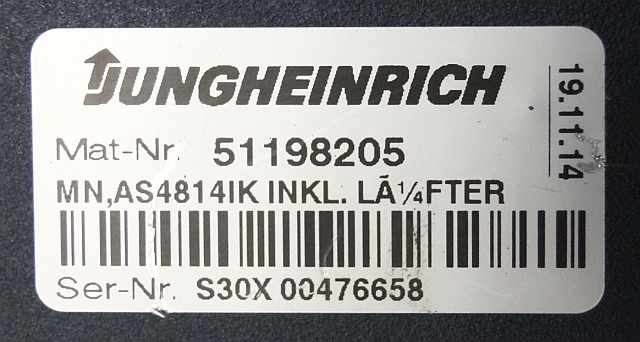 JUNGHEINRICH
19.11.14
Mat-Nr. 51198205
MN,AS4814IK INKL. LÃ¼FTER
Ser-Nr. S30X 00476658